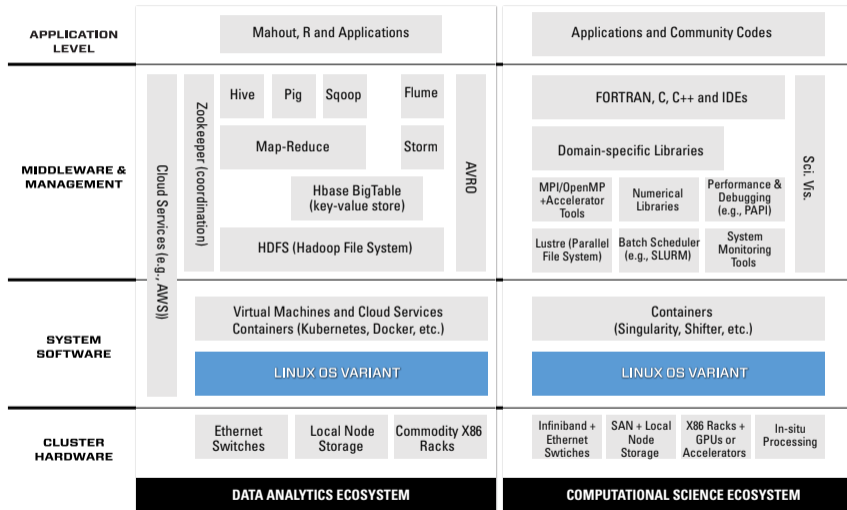 APPLICATION
LEVEL
Mahout, R and Applications
Applications and Community Codes
MIDDLEWARE &
MANAGEMENT
Cloud Services (e.g., AWS))
Zookeeper (coordination)
Hive
Pig
Sqoop
Flume
Map-Reduce
Storm
Hbase BigTable
(key-value store)
HDFS (Hadoop File System)
AVRO
FORTRAN, C, C++ and IDEs
Domain-specific Libraries
MPI/OpenMP
+Accelerator
Tools
Numerical
Libraries
Performance &
Debugging
(e.g., PAPI)
Lustre (Parallel
File System)
Batch Scheduler
(e.g., SLURM)
System
Monitoring
Tools
Sci. Vis.
SYSTEM
SOFTWARE
Virtual Machines and Cloud Services
Containers (Kubernetes, Docker, etc.)
LINUX OS VARIANT
Containers
(Singularity, Shifter, etc.)
LINUX OS VARIANT
CLUSTER
HARDWARE
Ethernet
Switches
Local Node
Storage
Commodity X86
Racks
Infiniband +
Ethernet
Swtiches
SAN + Local
Node
Storage
X86 Racks +
GPUs or
Accelerators
In-situ
Processing
DATA ANALYTICS ECOSYSTEM
COMPUTATIONAL SCIENCE ECOSYSTEM